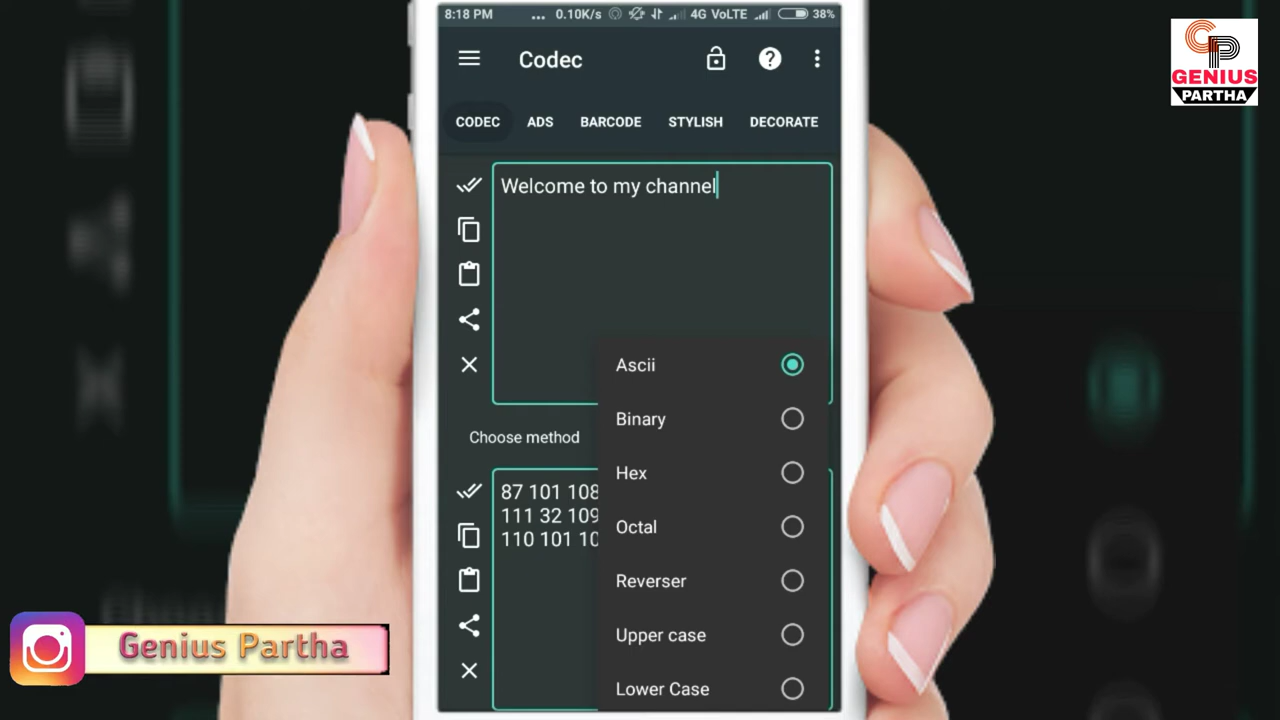 8:18 PM ... 0.10K/s 4G VoLTE 38%
GENIUS
PARTHA
Codec
CODEC ADS BARCODE STYLISH DECORATE
Welcome to my channel
Ascii
Binary
Choose method
Hex
87 101 108
111 32 109
110 101 10
Octal
Reverser
Upper case
Lower Case
Genius Partha